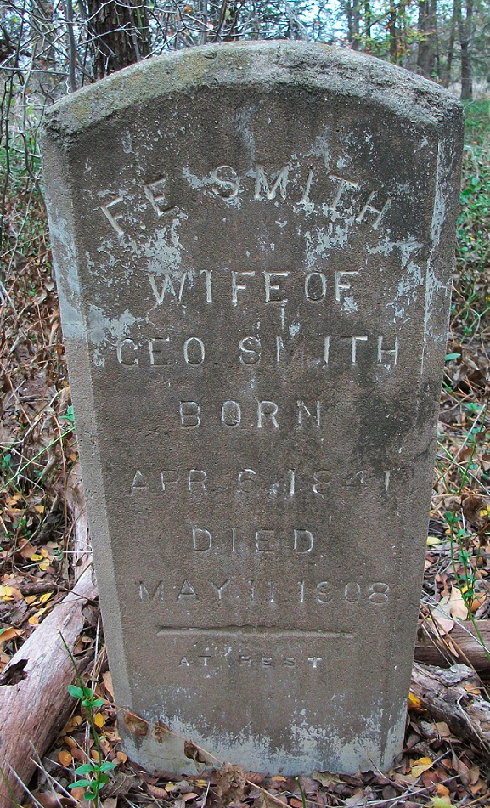 F. E. SMITH
WIFE OF
GEO. SMITH
BORN
APR. 6. 1841
DIED
MAY. 11. 1908
AT REST